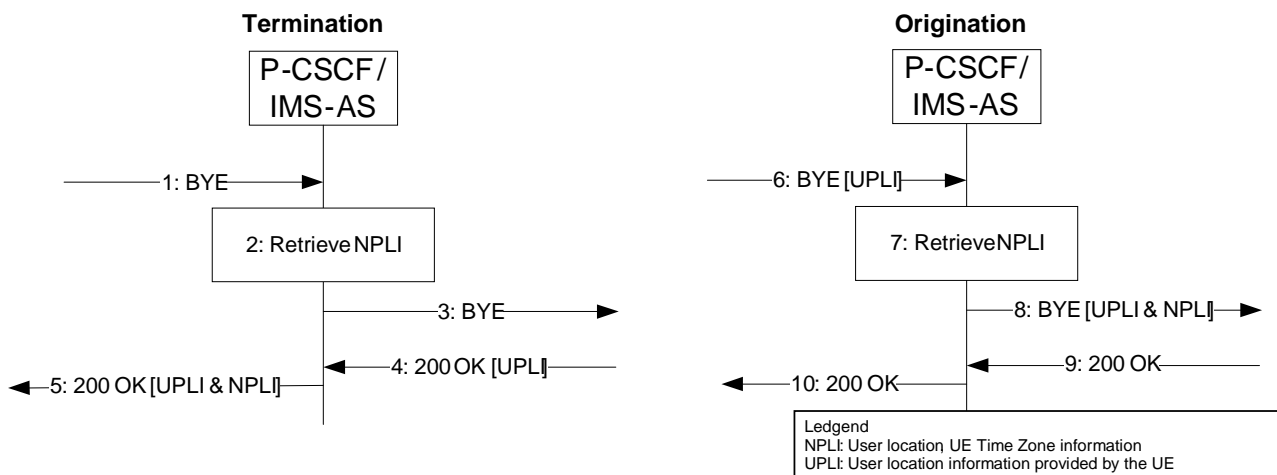 Termination
P-CSCF/
IMS-AS
1: BYE
2: Retrieve NPLI
3: BYE
4: 200 OK [UPLI]
5: 200 OK [UPLI & NPLI]
Origination
P-CSCF/
IMS-AS
6: BYE [UPLI]
7: Retrieve NPLI
8: BYE [UPLI & NPLI]
9: 200 OK
10: 200 OK
Ledgend
NPLI: User location, UE Time Zone information
UPLI: User location information provided by the UE